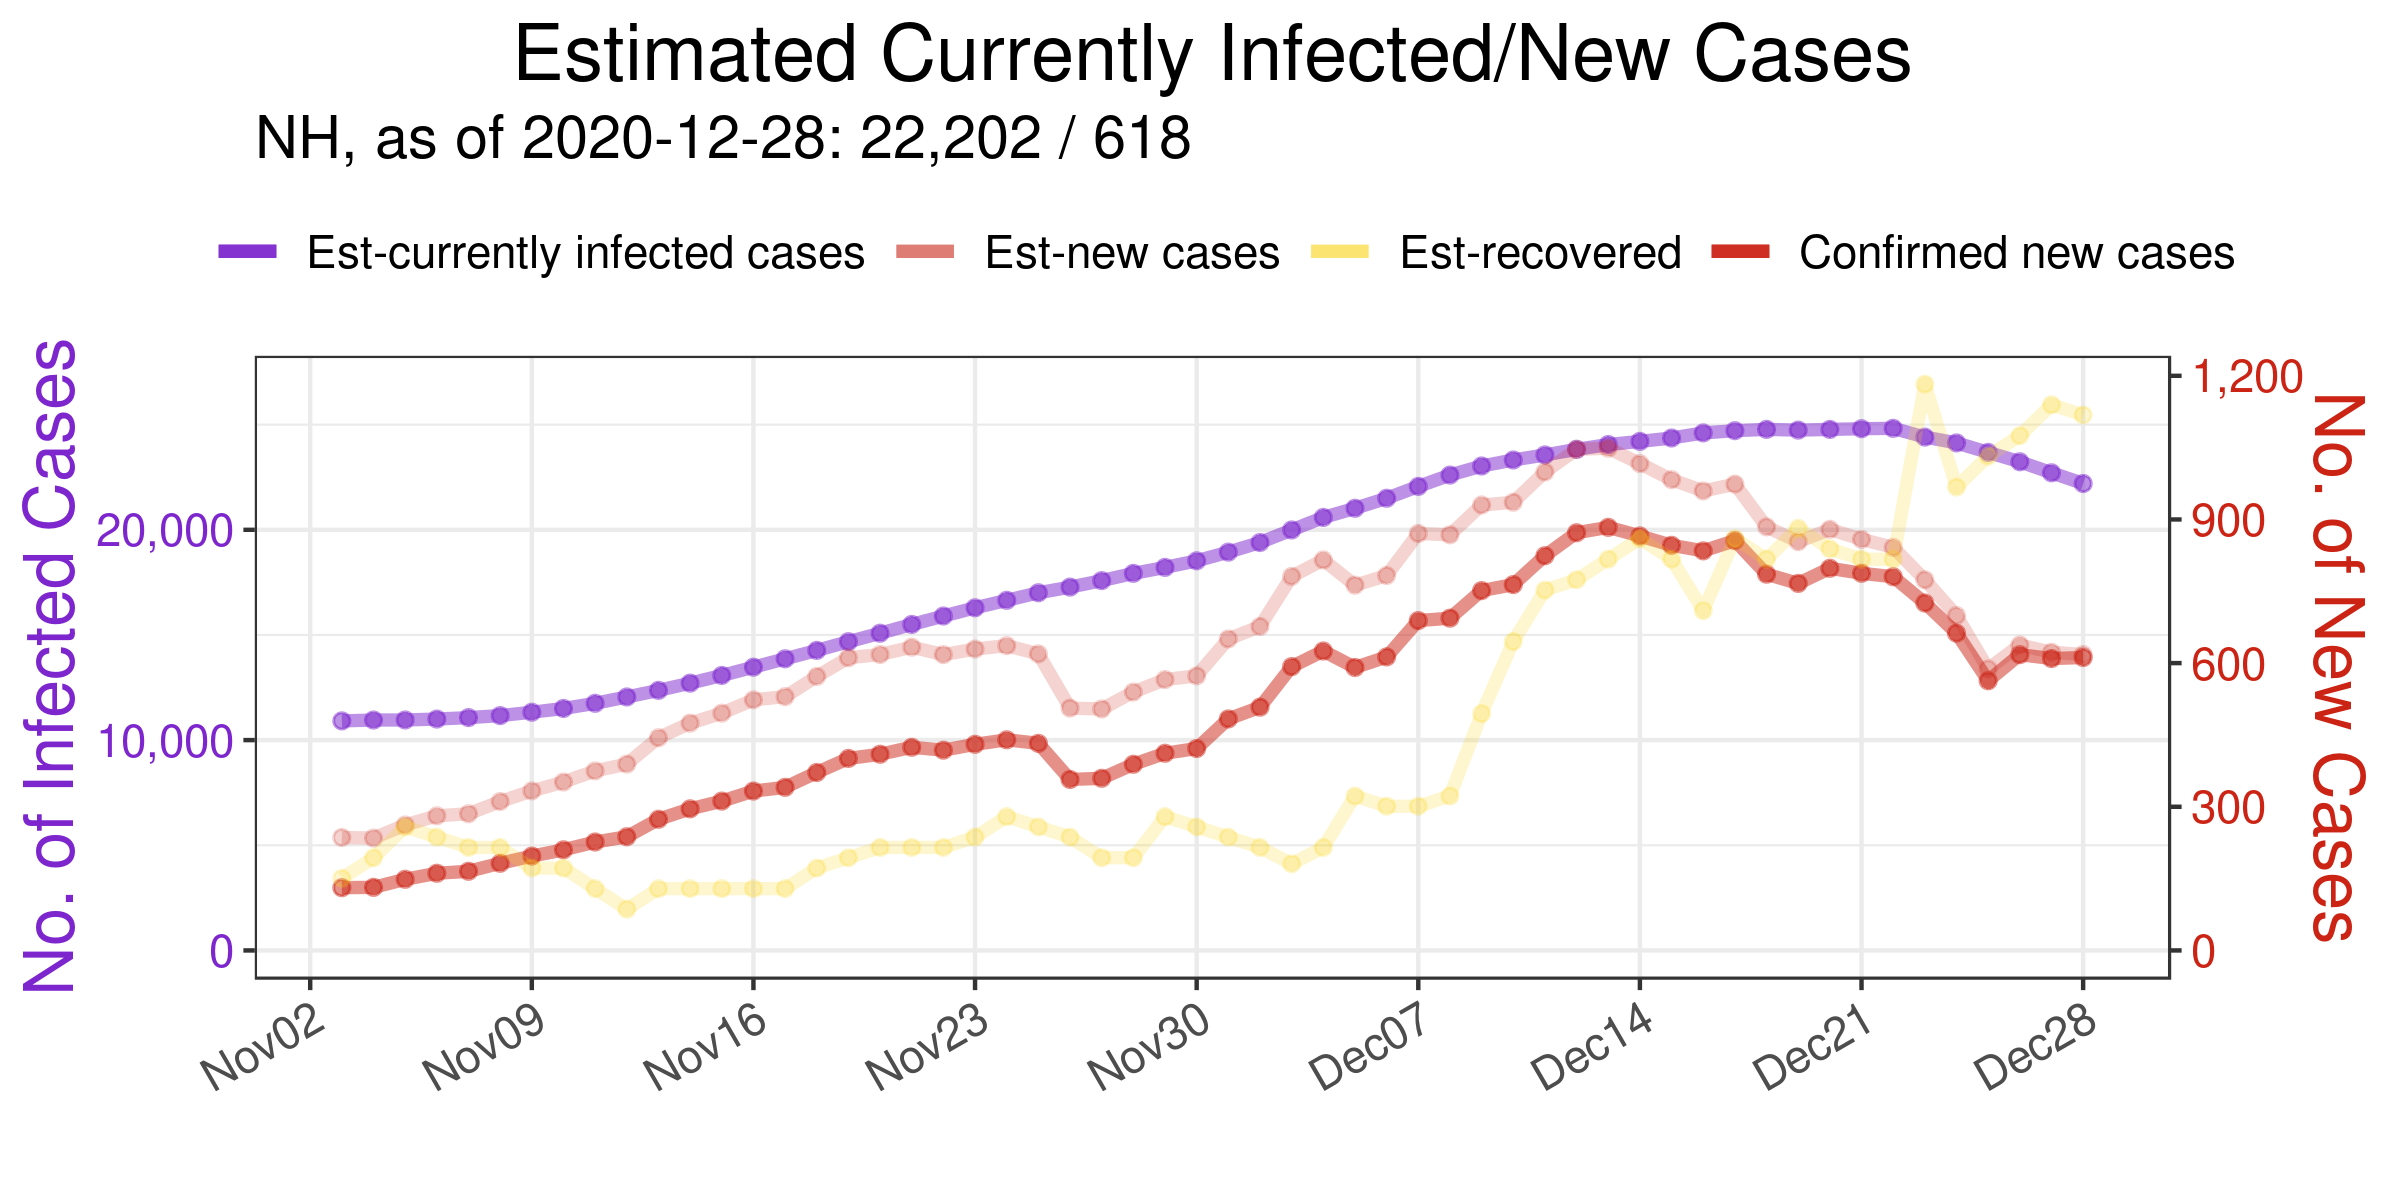 Estimated Currently Infected/New Cases
NH, as of 2020-12-28: 22,202 / 618
Est-currently infected cases
Est-new cases
Est-recovered
Confirmed new cases
No. of Infected Cases
20,000
10,000
0
1,200
900
600
300
0
No. of New Cases
Nov02
Nov09
Nov16
Nov23
Nov30
Dec07
Dec14
Dec21
Dec28